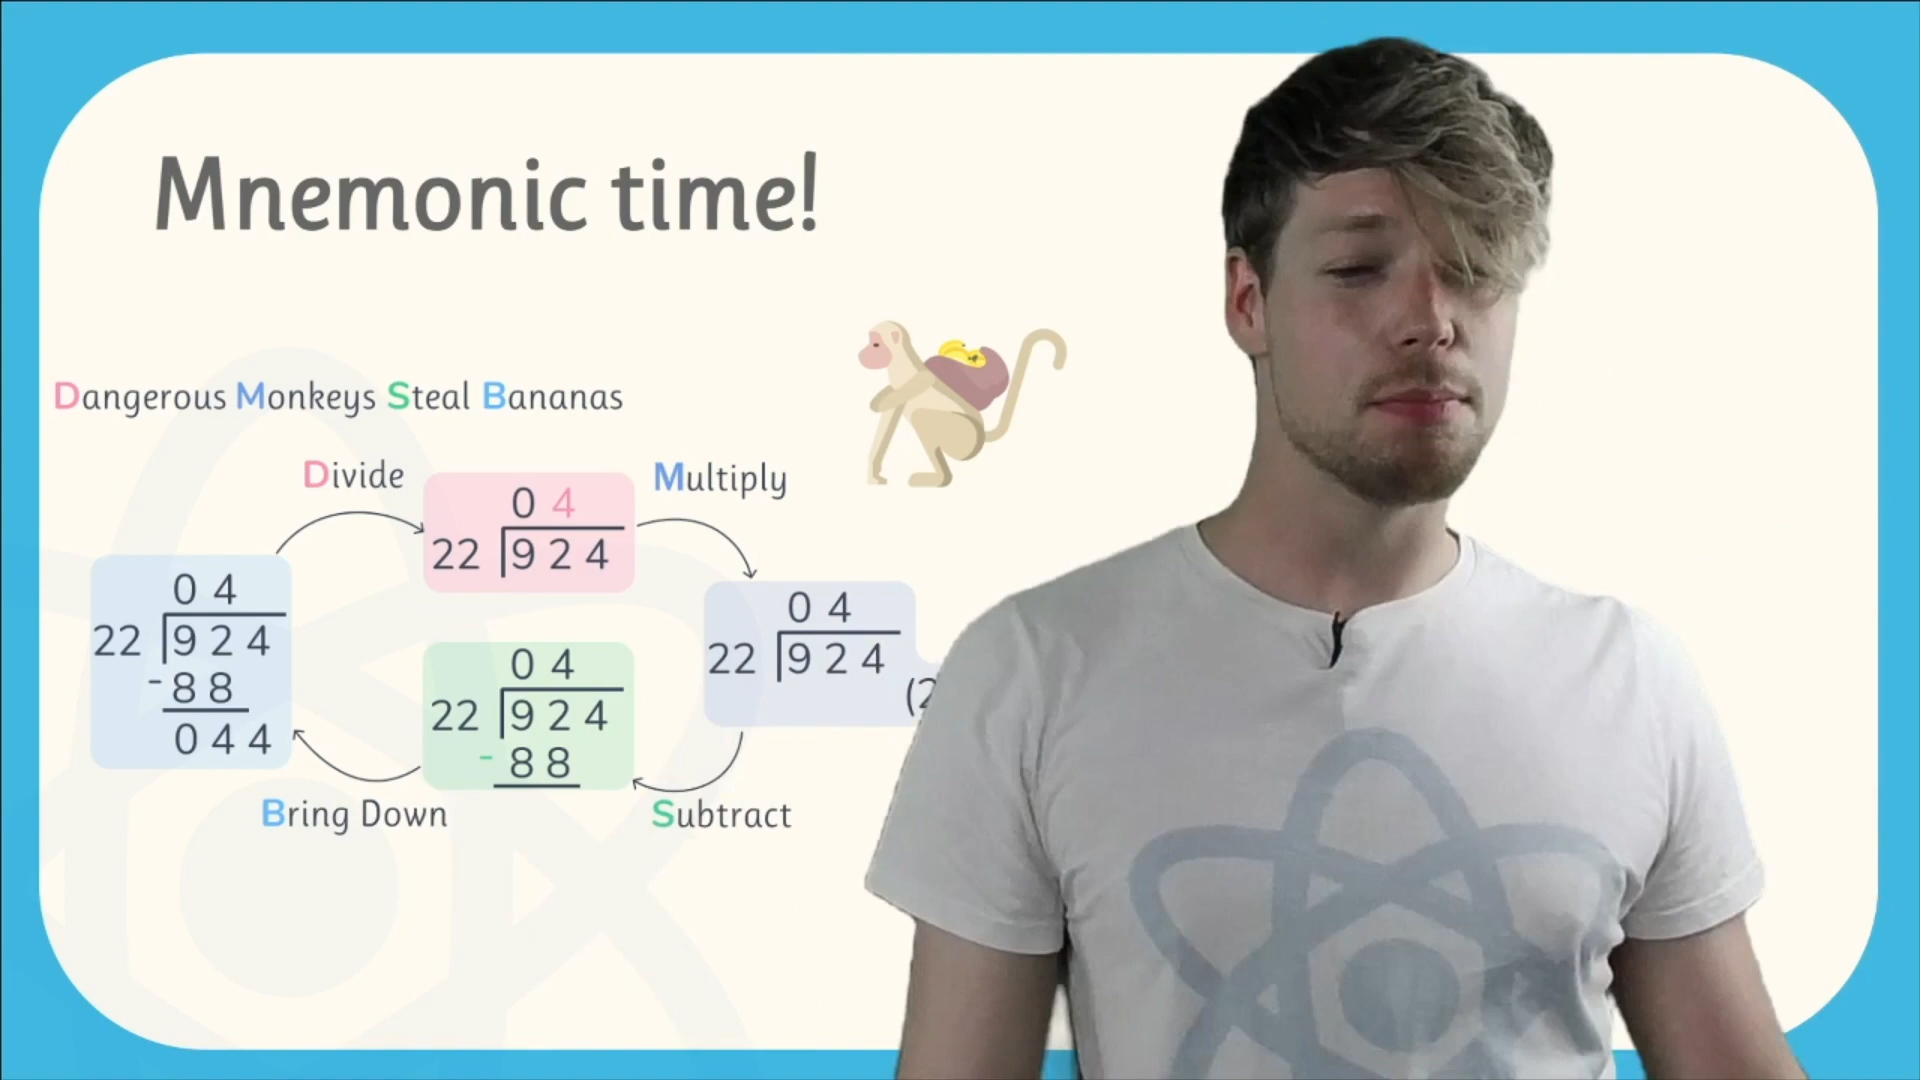 Mnemonic time!
Dangerous Monkeys Steal Bananas
Divide
Multiply
0 4
22 924
0 4
22 924
(2
0 4
22 924
- 88
0 4
22 924
- 88
044
Bring Down
Subtract